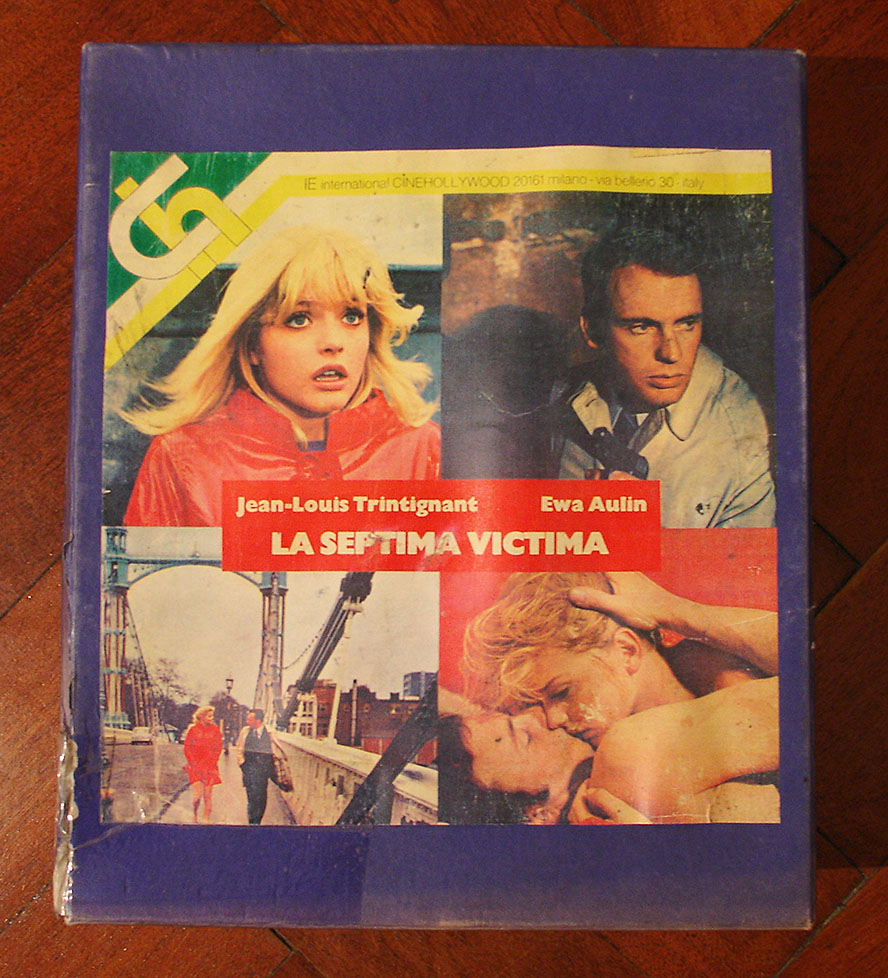 IE international CINEHOLLYWOOD 20161 milano - via bellerio 30 - italy
Jean-Louis Trintignant Ewa Aulin
LA SEPTIMA VICTIMA